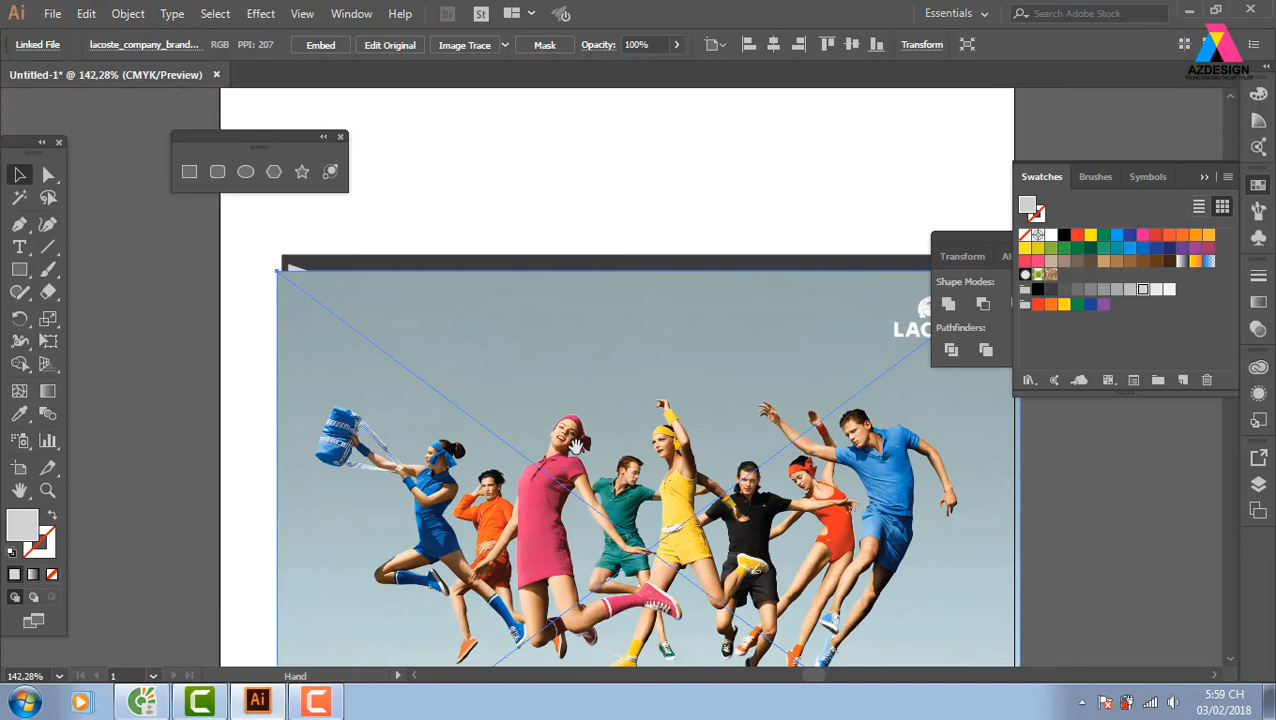 Ai File Edit Object Type Select Effect View Window Help Br St Essentials Search Adobe Stock
Linked File lacoste_company_brand... RGB PPI: 207 Embed Edit Original Image Trace Mask Opacity: 100% Transform
Untitled-1* @ 142,28% (CMYK/Preview)
AZDESIGN
Swatches Brushes Symbols
Transform
Shape Modes:
LAC
Pathfinders:
142,28% 1 Hand
Ai
5:59 CH
03/02/2018